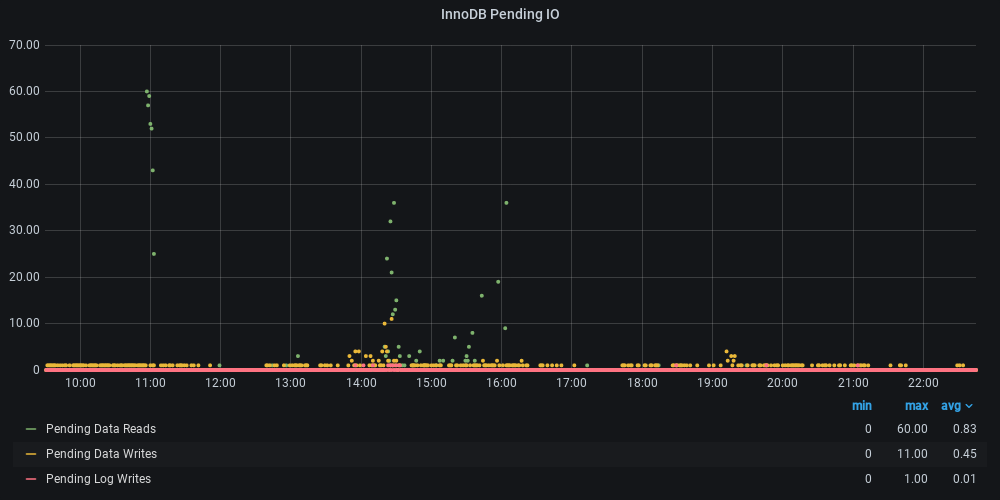 InnoDB Pending IO
70.00
60.00
50.00
40.00
30.00
20.00
10.00
0
10:00 11:00 12:00 13:00 14:00 15:00 16:00 17:00 18:00 19:00 20:00 21:00 22:00
min max avg
Pending Data Reads 0 60.00 0.83
Pending Data Writes 0 11.00 0.45
Pending Log Writes 0 1.00 0.01